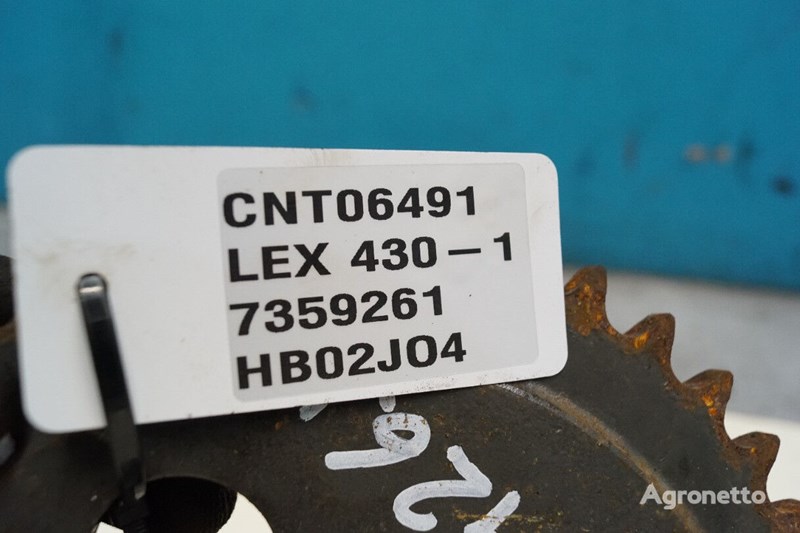 CNT06491
LEX 430-1
7359261
HB02J04
Agronetto